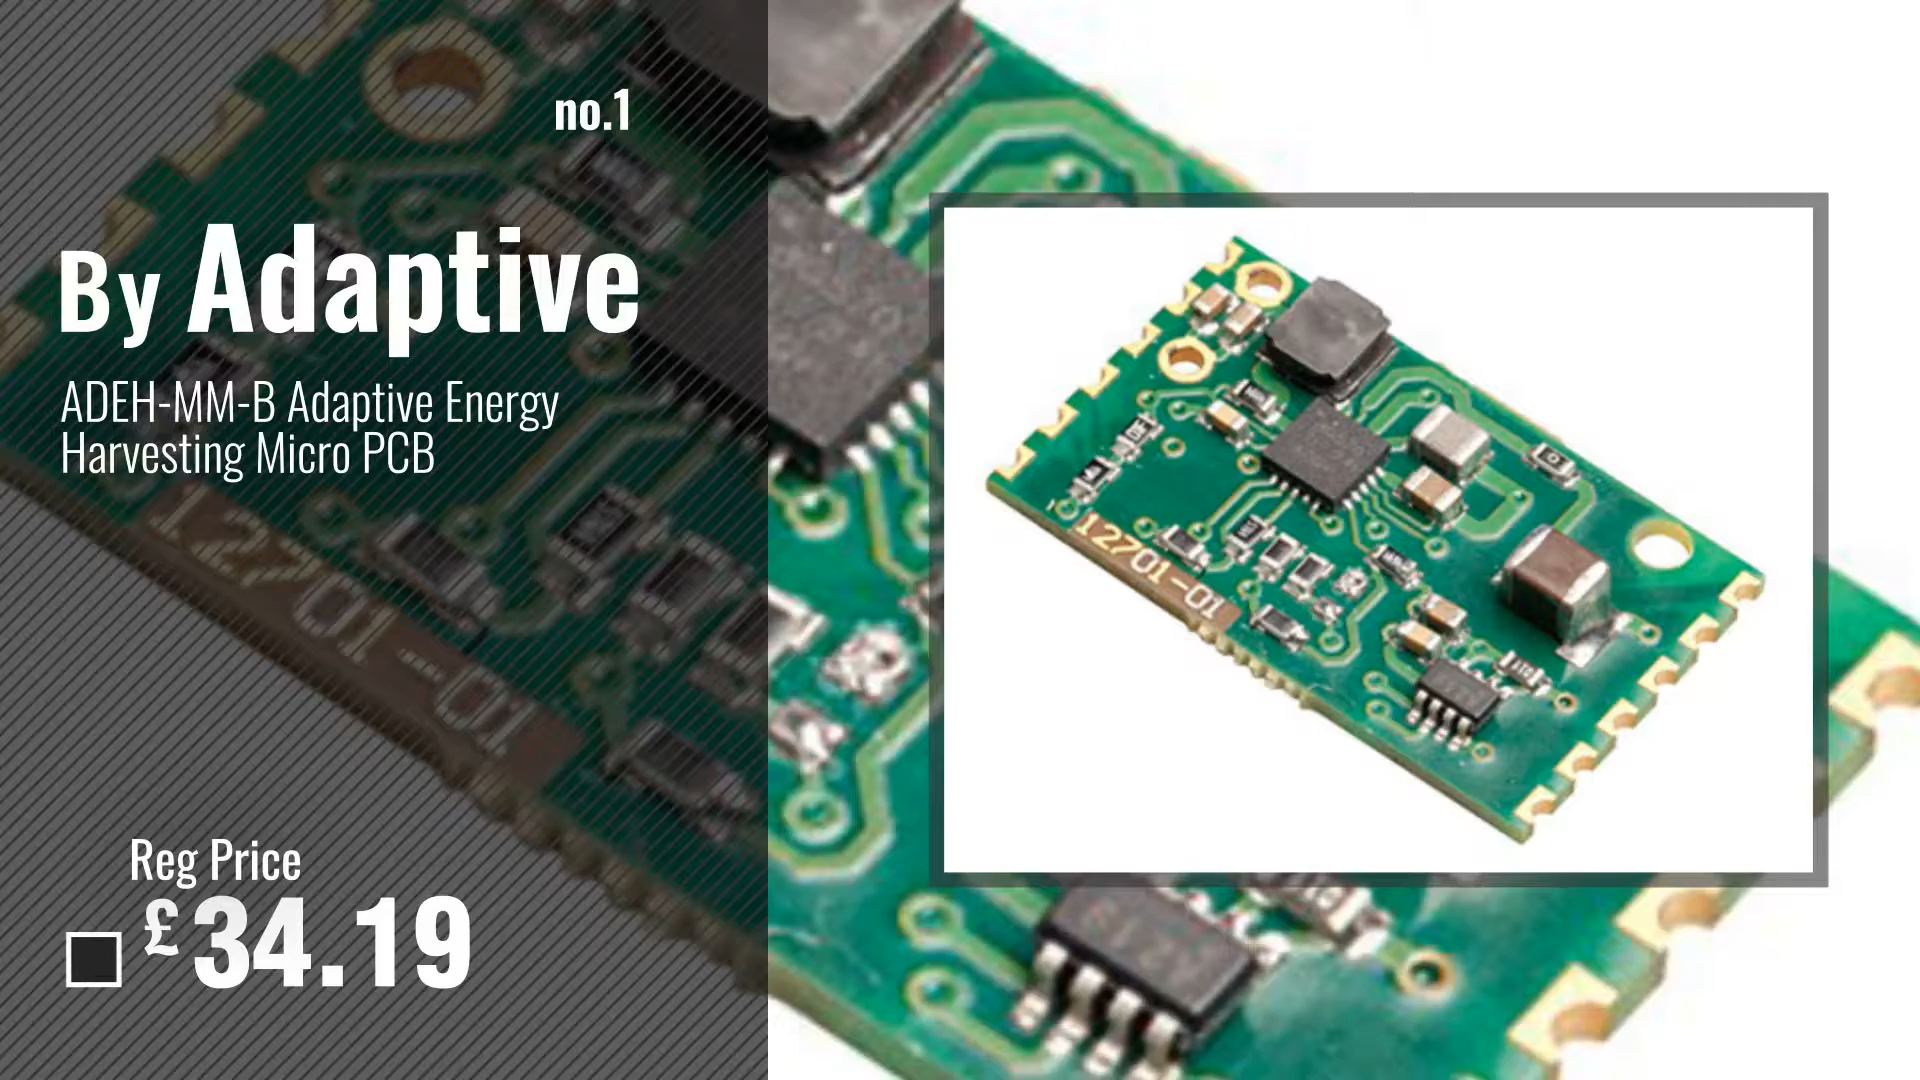 no.1
By Adaptive
ADEH-MM-B Adaptive Energy
Harvesting Micro PCB
Reg Price
£34.19
12701-01
12701-01